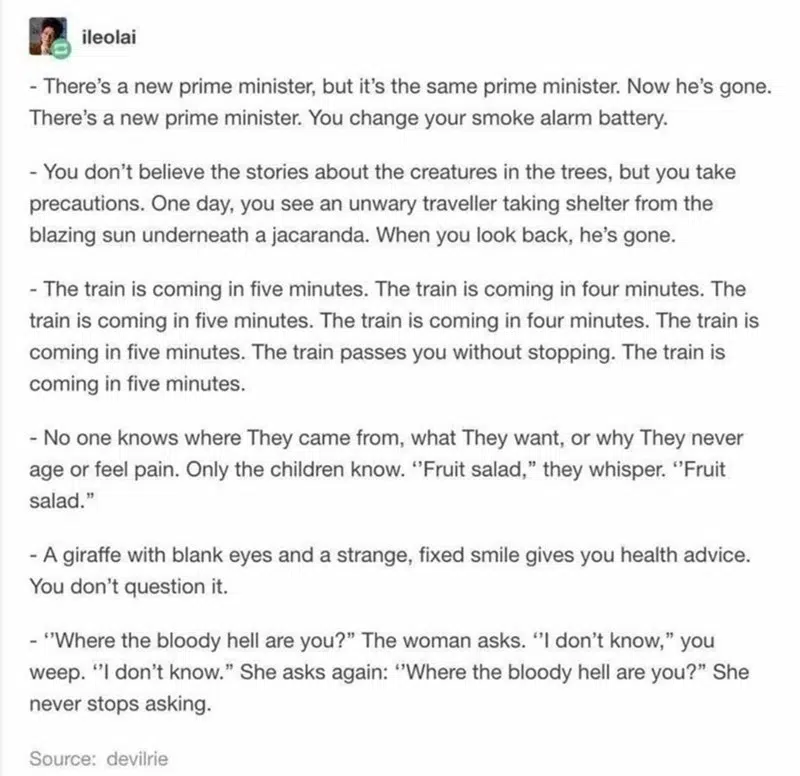 ileolai
- There’s a new prime minister, but it’s the same prime minister. Now he’s gone.
There’s a new prime minister. You change your smoke alarm battery.
- You don’t believe the stories about the creatures in the trees, but you take
precautions. One day, you see an unwary traveller taking shelter from the
blazing sun underneath a jacaranda. When you look back, he’s gone.
- The train is coming in five minutes. The train is coming in four minutes. The
train is coming in five minutes. The train is coming in four minutes. The train is
coming in five minutes. The train passes you without stopping. The train is
coming in five minutes.
- No one knows where They came from, what They want, or why They never
age or feel pain. Only the children know. ‘’Fruit salad,” they whisper. ‘’Fruit
salad.”
- A giraffe with blank eyes and a strange, fixed smile gives you health advice.
You don’t question it.
- ‘’Where the bloody hell are you?” The woman asks. ‘’I don’t know,” you
weep. ‘’I don’t know.” She asks again: ‘’Where the bloody hell are you?” She
never stops asking.
Source: devilrie